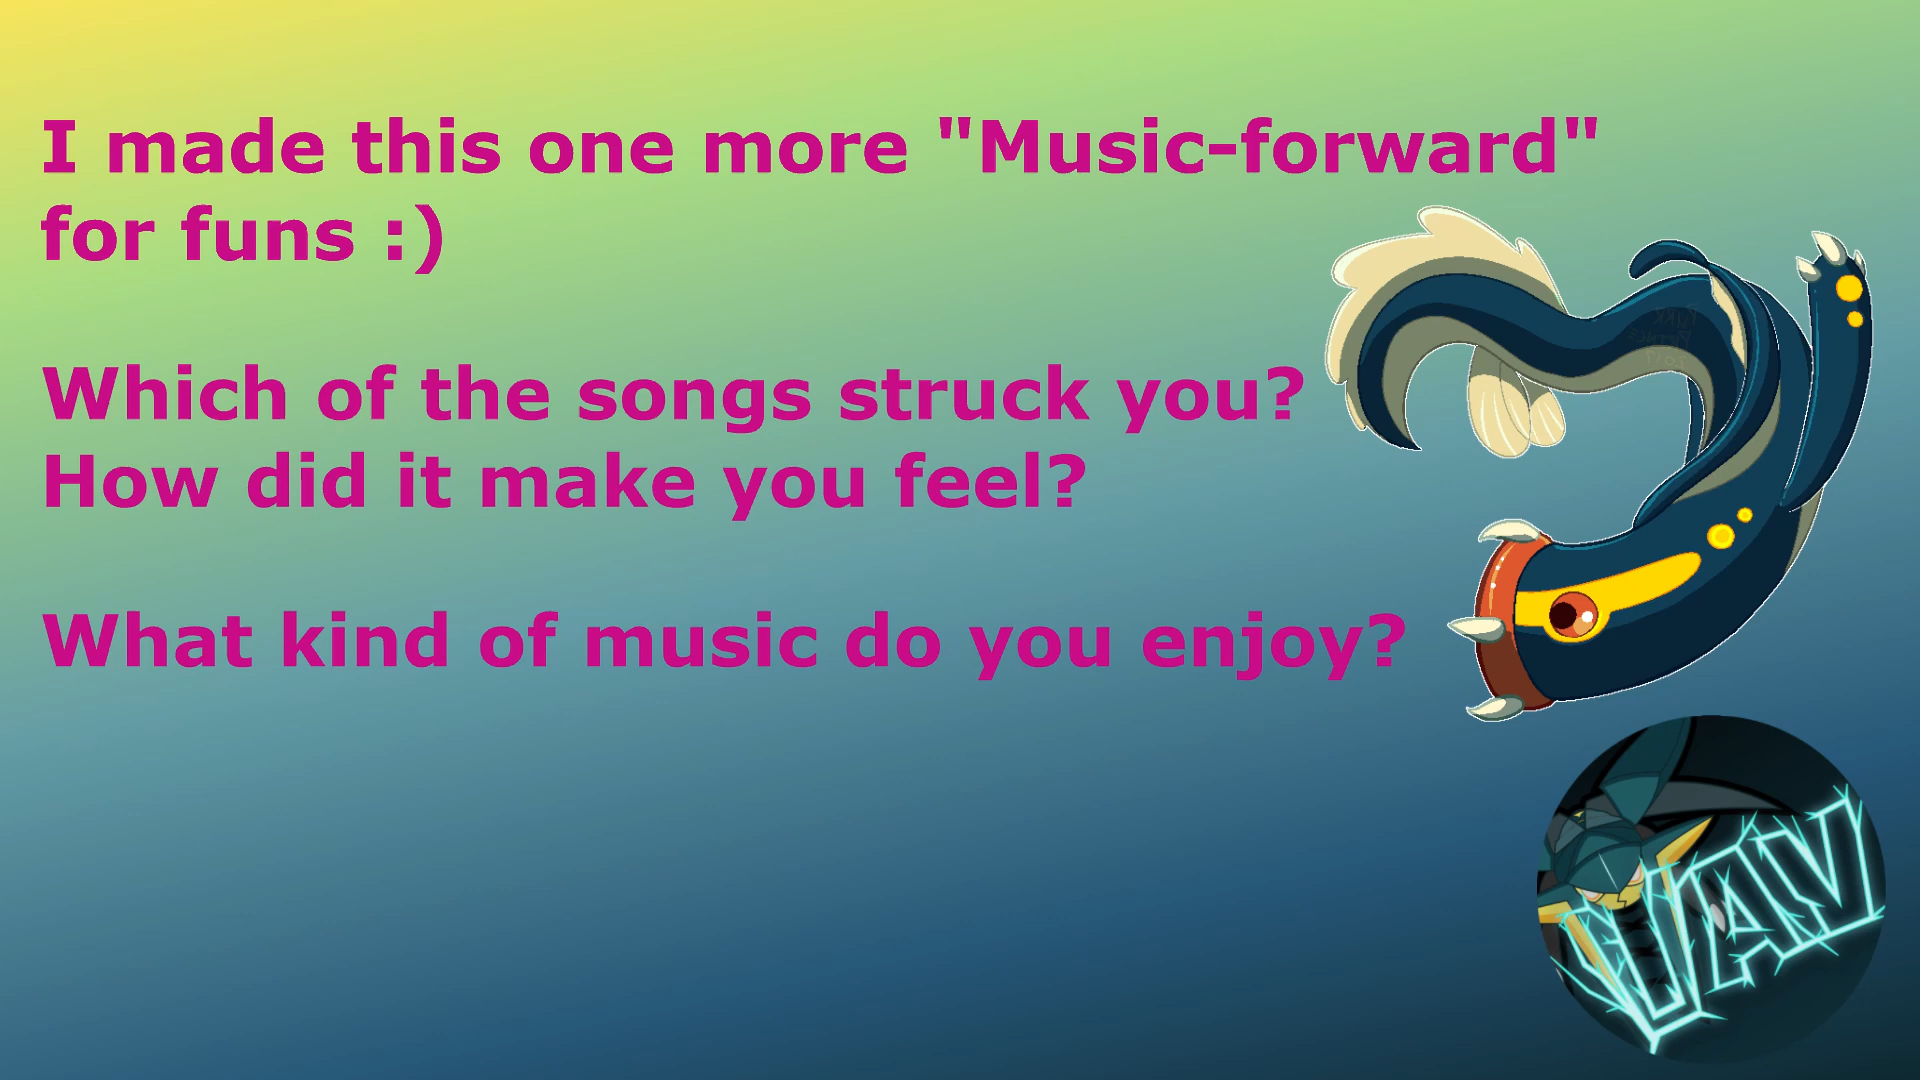 I made this one more "Music-forward"
for funs :)
Which of the songs struck you?
How did it make you feel?
What kind of music do you enjoy?
UAV